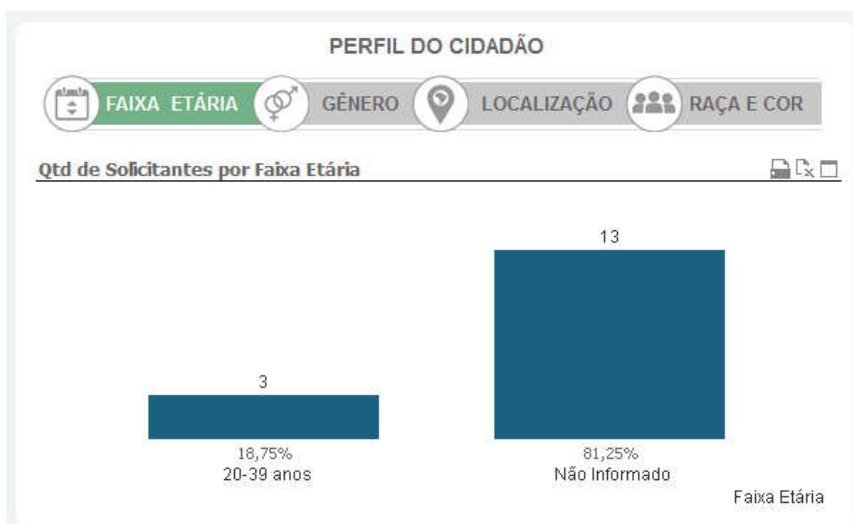 PERFIL DO CIDADÃO
FAIXA ETÁRIA GÊNERO LOCALIZAÇÃO RAÇA E COR
Qtd de Solicitantes por Faixa Etária
13
3
18,75% 81,25%
20-39 anos Não Informado
Faixa Etária